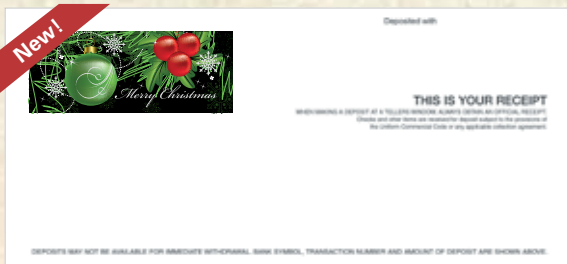 New!
Deposited with
Merry Christmas
THIS IS YOUR RECEIPT
WHEN MAKING A DEPOSIT AT A TELLERS WINDOW, ALWAYS OBTAIN AN OFFICIAL RECEIPT.
Checks and other items are received for deposit subject to the provisions of
the Uniform Commercial Code or any applicable collection agreement.
DEPOSITS MAY NOT BE AVAILABLE FOR IMMEDIATE WITHDRAWAL. BANK SYMBOL, TRANSACTION NUMBER AND AMOUNT OF DEPOSIT ARE SHOWN ABOVE.